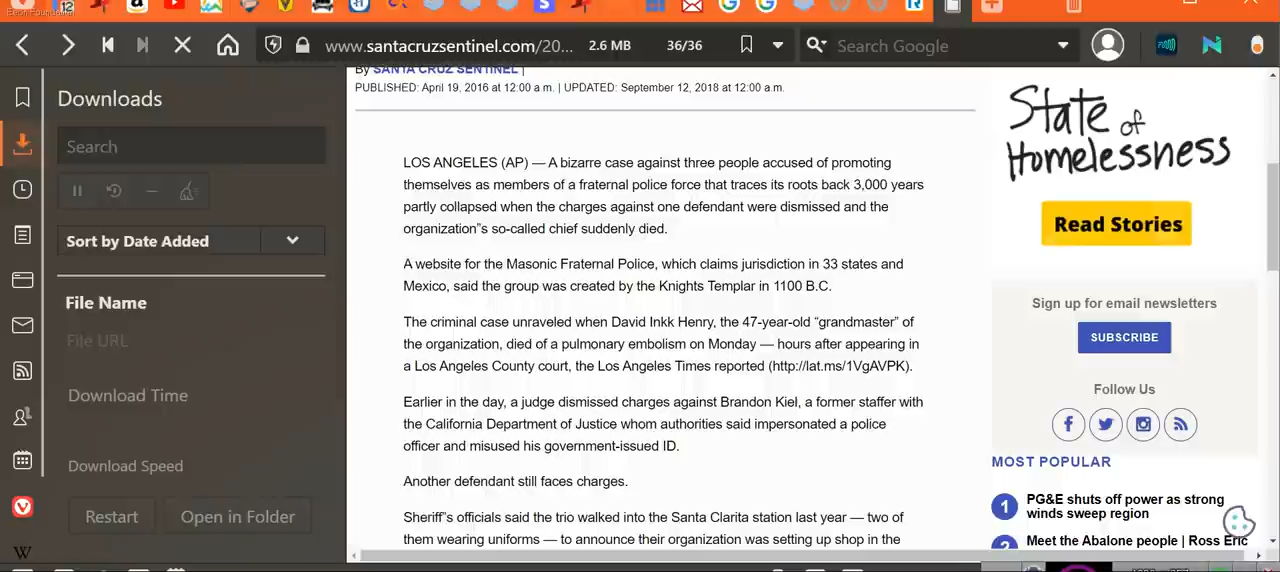 12
www.santacruzsentinel.com/20...
2.6 MB
36/36
Search Google
Downloads
Search
Sort by Date Added
File Name
File URL
Download Time
Download Speed
Restart
Open in Folder
By SANTA CRUZ SENTINEL |
PUBLISHED: April 19, 2016 at 12:00 a.m. | UPDATED: September 12, 2018 at 12:00 a.m.
LOS ANGELES (AP) — A bizarre case against three people accused of promoting
themselves as members of a fraternal police force that traces its roots back 3,000 years
partly collapsed when the charges against one defendant were dismissed and the
organization"s so-called chief suddenly died.
A website for the Masonic Fraternal Police, which claims jurisdiction in 33 states and
Mexico, said the group was created by the Knights Templar in 1100 B.C.
The criminal case unraveled when David Inkk Henry, the 47-year-old “grandmaster” of
the organization, died of a pulmonary embolism on Monday — hours after appearing in
a Los Angeles County court, the Los Angeles Times reported (http://lat.ms/1VgAVPK).
Earlier in the day, a judge dismissed charges against Brandon Kiel, a former staffer with
the California Department of Justice whom authorities said impersonated a police
officer and misused his government-issued ID.
Another defendant still faces charges.
Sheriff"s officials said the trio walked into the Santa Clarita station last year — two of
them wearing uniforms — to announce their organization was setting up shop in the
State of
Homelessness
Read Stories
Sign up for email newsletters
SUBSCRIBE
Follow Us
MOST POPULAR
1 PG&E shuts off power as strong
winds sweep region
2 Meet the Abalone people | Ross Eric